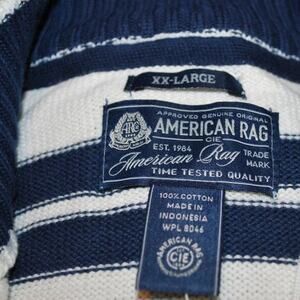 XX-LARGE
APPROVED GENUINE ORIGINAL
AMERICAN RAG
CIE
EST. 1984
American Rag
TRADE
MARK
TIME TESTED QUALITY
100% COTTON
MADE IN
INDONESIA
WPL 8046
AMERICAN RAG
CIE